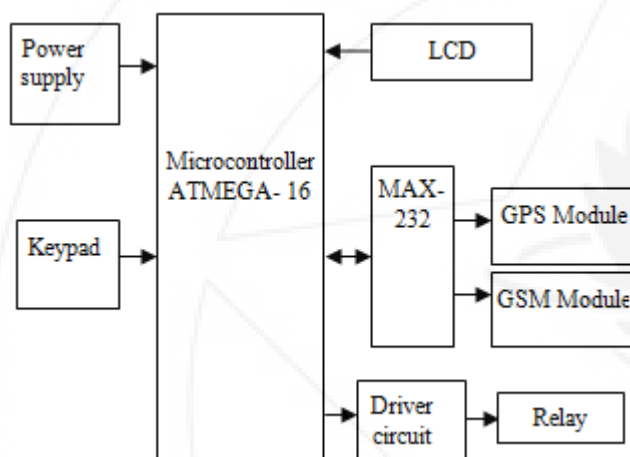 Power
supply
LCD
Microcontroller
ATMEGA- 16
MAX-
232
GPS Module
Keypad
GSM Module
Driver
circuit
Relay